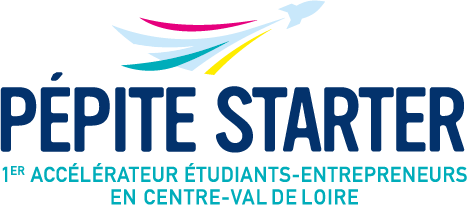 PÉPITE STARTER
1ER ACCÉLÉRATEUR ÉTUDIANTS-ENTREPRENEURS
EN CENTRE-VAL DE LOIRE